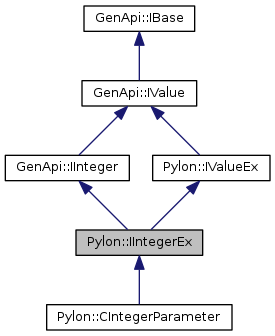 GenApi::IBase
GenApi::IValue
GenApi::IInteger
Pylon::IValueEx
Pylon::IIntegerEx
Pylon::CIntegerParameter